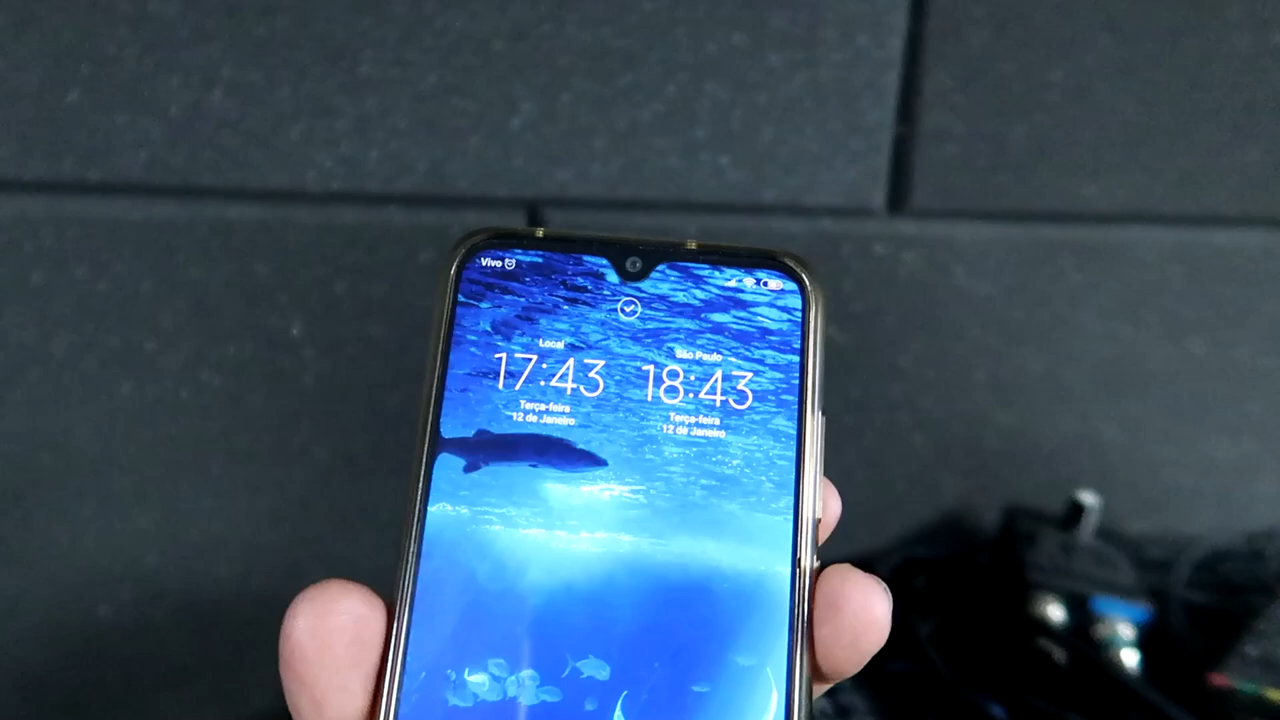 Vivo
Local
17:43
Terça-feira
12 de Janeiro
São Paulo
18:43
Terça-feira
12 de Janeiro